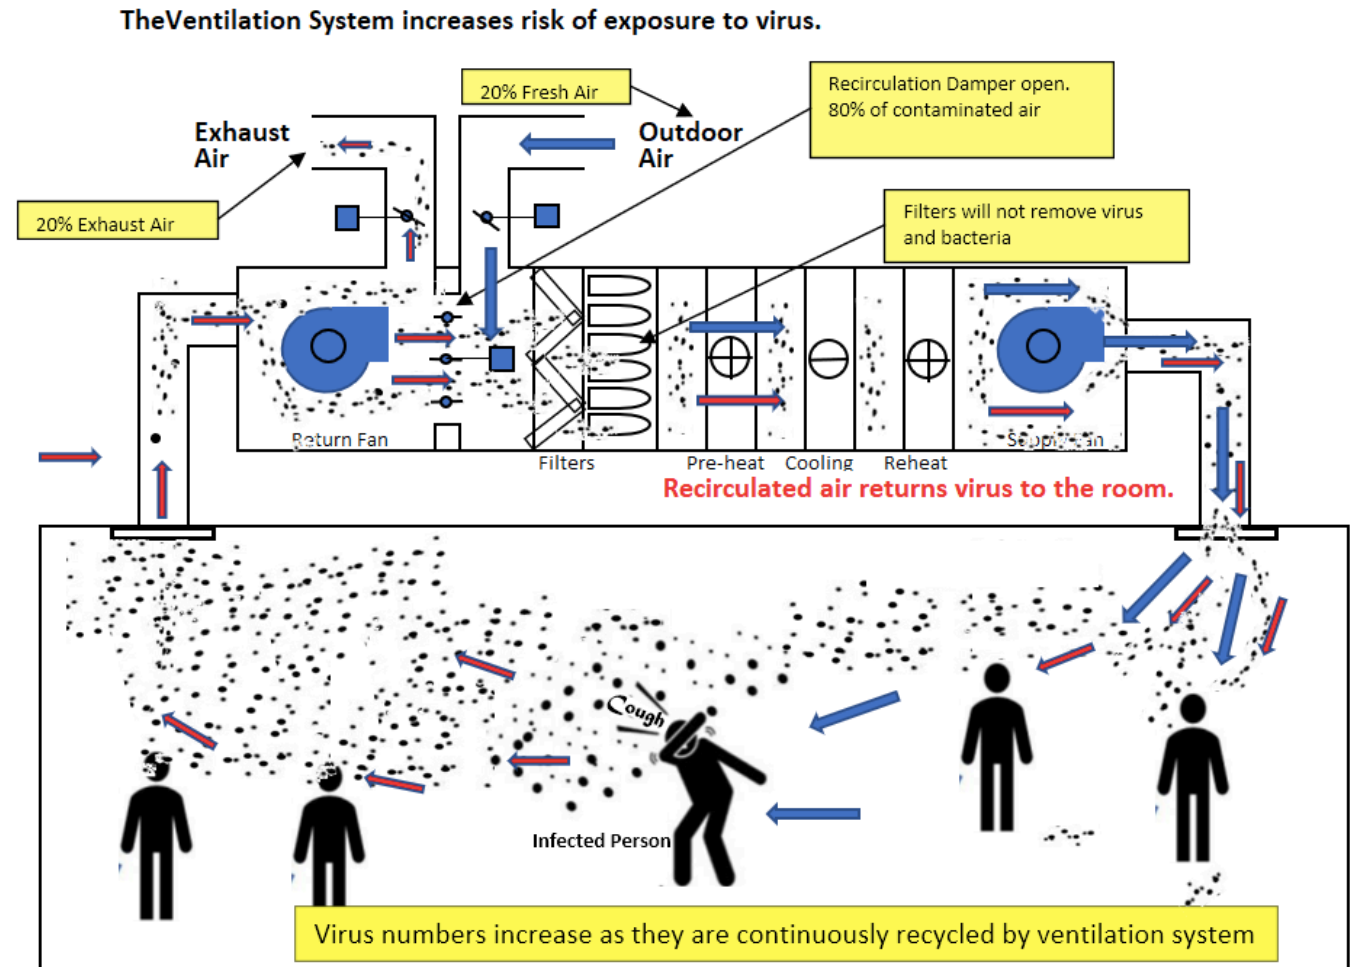 TheVentilation System increases risk of exposure to virus.
20% Fresh Air
Recirculation Damper open.
80% of contaminated air
Exhaust
Air
Outdoor
Air
20% Exhaust Air
Filters will not remove virus
and bacteria
Return Fan
Supply Fan
Filters
Pre-heat
Cooling
Reheat
Recirculated air returns virus to the room.
Cough
Infected Person
Virus numbers increase as they are continuously recycled by ventilation system